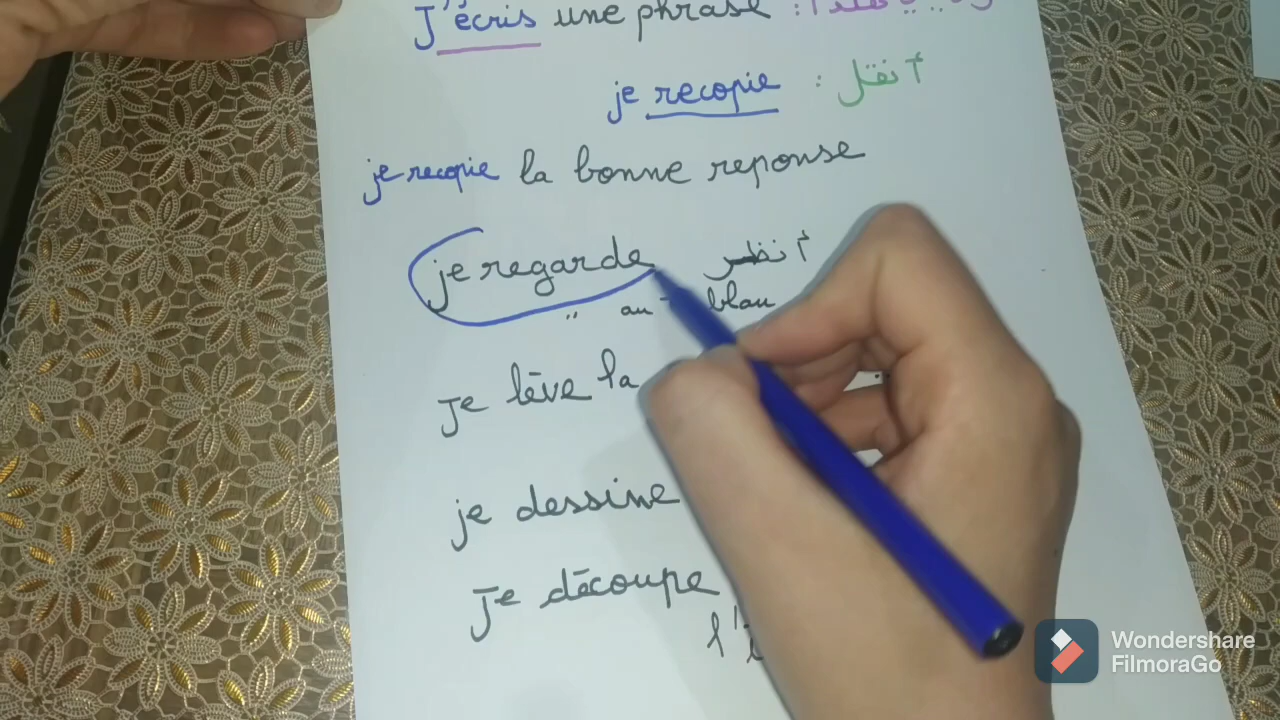 J'écris une phrase :
je recopie : أنقل
je recopie la bonne reponse
je regarde أنظر
" au blau
je lève la
je dessine
Je découpe
l'i
Wondershare
FilmoraGo